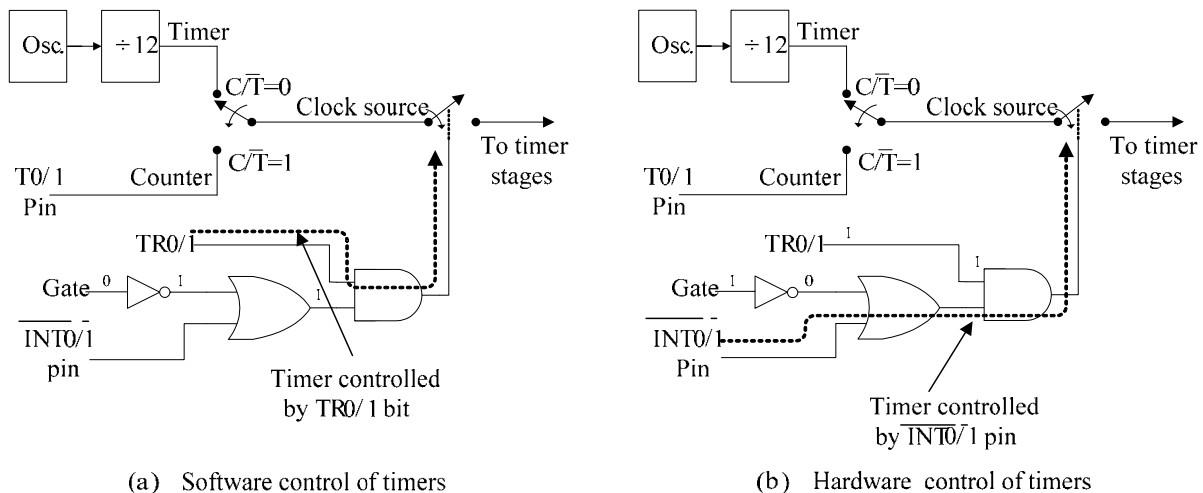 Osc.
÷12
Timer
C/T̅=0
Clock source
C/T̅=1
To timer
stages
T0/1
Counter
Pin
TR0/1
Gate
0
1
1
I̅N̅T̅0̅/1̅
pin
Timer controlled
by TR0/1 bit
(a) Software control of timers
Osc.
÷12
Timer
C/T̅=0
Clock source
C/T̅=1
To timer
stages
T0/1
Counter
Pin
TR0/1
1
1
Gate
1
0
I̅N̅T̅0̅/1̅
Pin
Timer controlled
by I̅N̅T̅0̅/1̅ pin
(b) Hardware control of timers